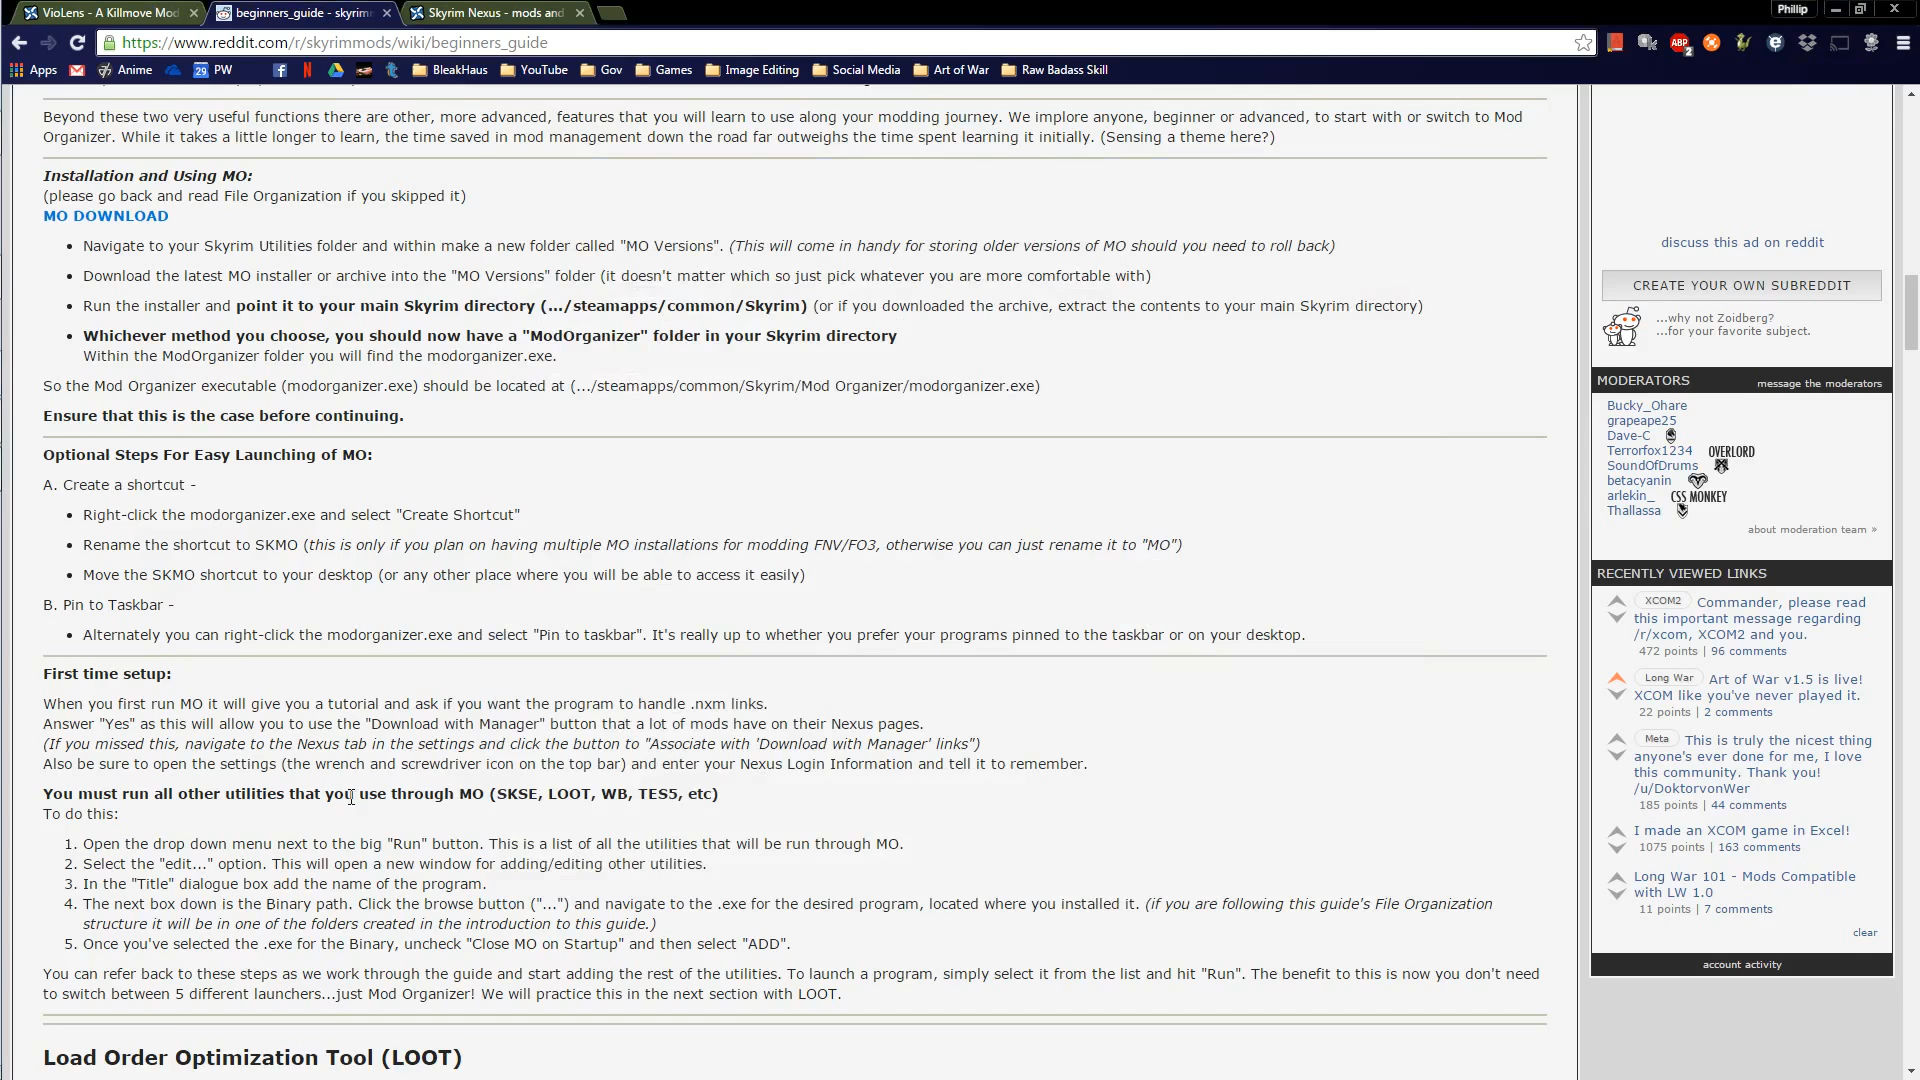 VioLens - A Killmove Mod
beginners_guide - skyrimm
Skyrim Nexus - mods and
Phillip
https://www.reddit.com/r/skyrimmods/wiki/beginners_guide
ABP
2
Apps
Anime
29
PW
BleakHaus
YouTube
Gov
Games
Image Editing
Social Media
Art of War
Raw Badass Skill
Beyond these two very useful functions there are other, more advanced, features that you will learn to use along your modding journey. We implore anyone, beginner or advanced, to start with or switch to Mod
Organizer. While it takes a little longer to learn, the time saved in mod management down the road far outweighs the time spent learning it initially. (Sensing a theme here?)
Installation and Using MO:
(please go back and read File Organization if you skipped it)
MO DOWNLOAD
• Navigate to your Skyrim Utilities folder and within make a new folder called "MO Versions". (This will come in handy for storing older versions of MO should you need to roll back)
• Download the latest MO installer or archive into the "MO Versions" folder (it doesn't matter which so just pick whatever you are more comfortable with)
• Run the installer and point it to your main Skyrim directory (.../steamapps/common/Skyrim) (or if you downloaded the archive, extract the contents to your main Skyrim directory)
• Whichever method you choose, you should now have a "ModOrganizer" folder in your Skyrim directory
Within the ModOrganizer folder you will find the modorganizer.exe.
So the Mod Organizer executable (modorganizer.exe) should be located at (.../steamapps/common/Skyrim/Mod Organizer/modorganizer.exe)
Ensure that this is the case before continuing.
Optional Steps For Easy Launching of MO:
A. Create a shortcut -
• Right-click the modorganizer.exe and select "Create Shortcut"
• Rename the shortcut to SKMO (this is only if you plan on having multiple MO installations for modding FNV/FO3, otherwise you can just rename it to "MO")
• Move the SKMO shortcut to your desktop (or any other place where you will be able to access it easily)
B. Pin to Taskbar -
• Alternately you can right-click the modorganizer.exe and select "Pin to taskbar". It's really up to whether you prefer your programs pinned to the taskbar or on your desktop.
First time setup:
When you first run MO it will give you a tutorial and ask if you want the program to handle .nxm links.
Answer "Yes" as this will allow you to use the "Download with Manager" button that a lot of mods have on their Nexus pages.
(If you missed this, navigate to the Nexus tab in the settings and click the button to "Associate with 'Download with Manager' links")
Also be sure to open the settings (the wrench and screwdriver icon on the top bar) and enter your Nexus Login Information and tell it to remember.
You must run all other utilities that you use through MO (SKSE, LOOT, WB, TES5, etc)
To do this:
1. Open the drop down menu next to the big "Run" button. This is a list of all the utilities that will be run through MO.
2. Select the "edit..." option. This will open a new window for adding/editing other utilities.
3. In the "Title" dialogue box add the name of the program.
4. The next box down is the Binary path. Click the browse button ("...") and navigate to the .exe for the desired program, located where you installed it. (if you are following this guide's File Organization
structure it will be in one of the folders created in the introduction to this guide.)
5. Once you've selected the .exe for the Binary, uncheck "Close MO on Startup" and then select "ADD".
You can refer back to these steps as we work through the guide and start adding the rest of the utilities. To launch a program, simply select it from the list and hit "Run". The benefit to this is now you don't need
to switch between 5 different launchers...just Mod Organizer! We will practice this in the next section with LOOT.
Load Order Optimization Tool (LOOT)
discuss this ad on reddit
CREATE YOUR OWN SUBREDDIT
...why not Zoidberg?
...for your favorite subject.
MODERATORS
message the moderators
Bucky_Ohare
grapeape25
Dave-C
Terrorfox1234 OVERLORD
SoundOfDrums
betacyanin
arlekin_ CSS MONKEY
Thallassa
about moderation team »
RECENTLY VIEWED LINKS
XCOM2 Commander, please read
this important message regarding
/r/xcom, XCOM2 and you.
472 points | 96 comments
Long War Art of War v1.5 is live!
XCOM like you've never played it.
22 points | 2 comments
Meta This is truly the nicest thing
anyone's ever done for me, I love
this community. Thank you!
/u/DoktorvonWer
185 points | 44 comments
I made an XCOM game in Excel!
1075 points | 163 comments
Long War 101 - Mods Compatible
with LW 1.0
11 points | 7 comments
clear
account activity